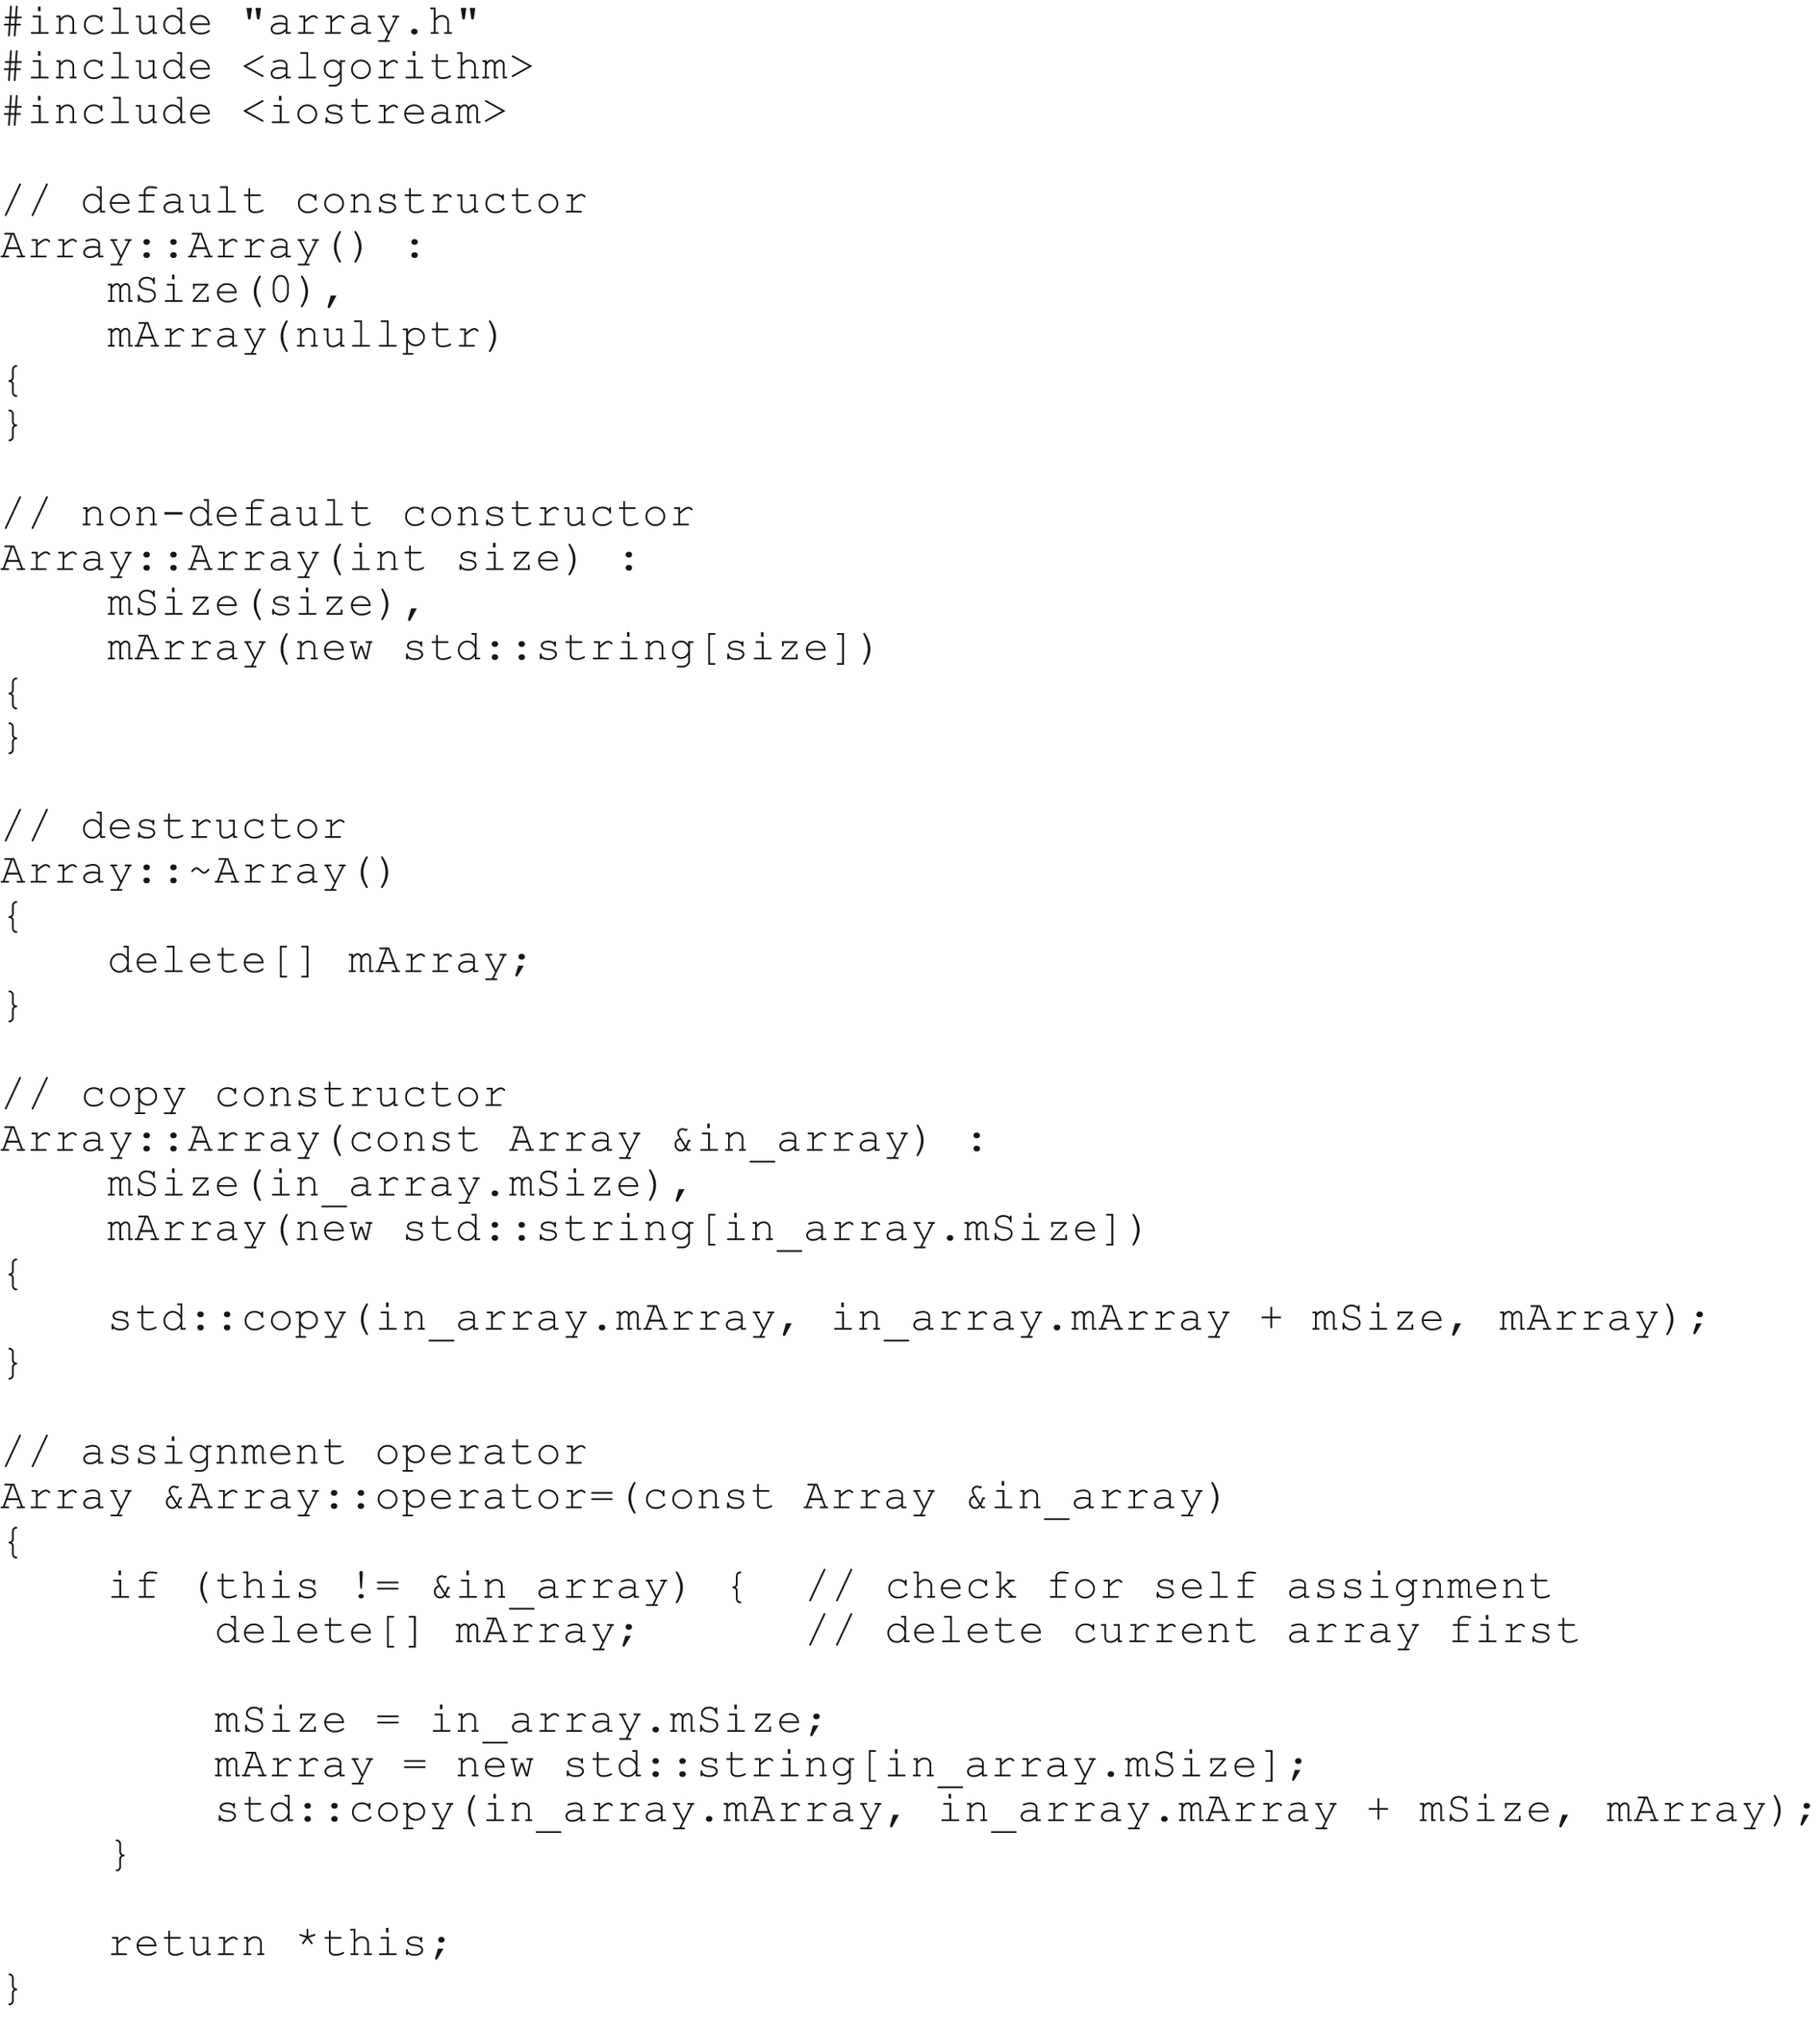 #include "array.h"
#include <algorithm>
#include <iostream>

// default constructor
Array::Array() :
    mSize(0),
    mArray(nullptr)
{
}

// non-default constructor
Array::Array(int size) :
    mSize(size),
    mArray(new std::string[size])
{
}

// destructor
Array::~Array()
{
    delete[] mArray;
}

// copy constructor
Array::Array(const Array &in_array) :
    mSize(in_array.mSize),
    mArray(new std::string[in_array.mSize])
{
    std::copy(in_array.mArray, in_array.mArray + mSize, mArray);
}

// assignment operator
Array &Array::operator=(const Array &in_array)
{
    if (this != &in_array) {  // check for self assignment
        delete[] mArray;      // delete current array first

        mSize = in_array.mSize;
        mArray = new std::string[in_array.mSize];
        std::copy(in_array.mArray, in_array.mArray + mSize, mArray);
    }

    return *this;
}